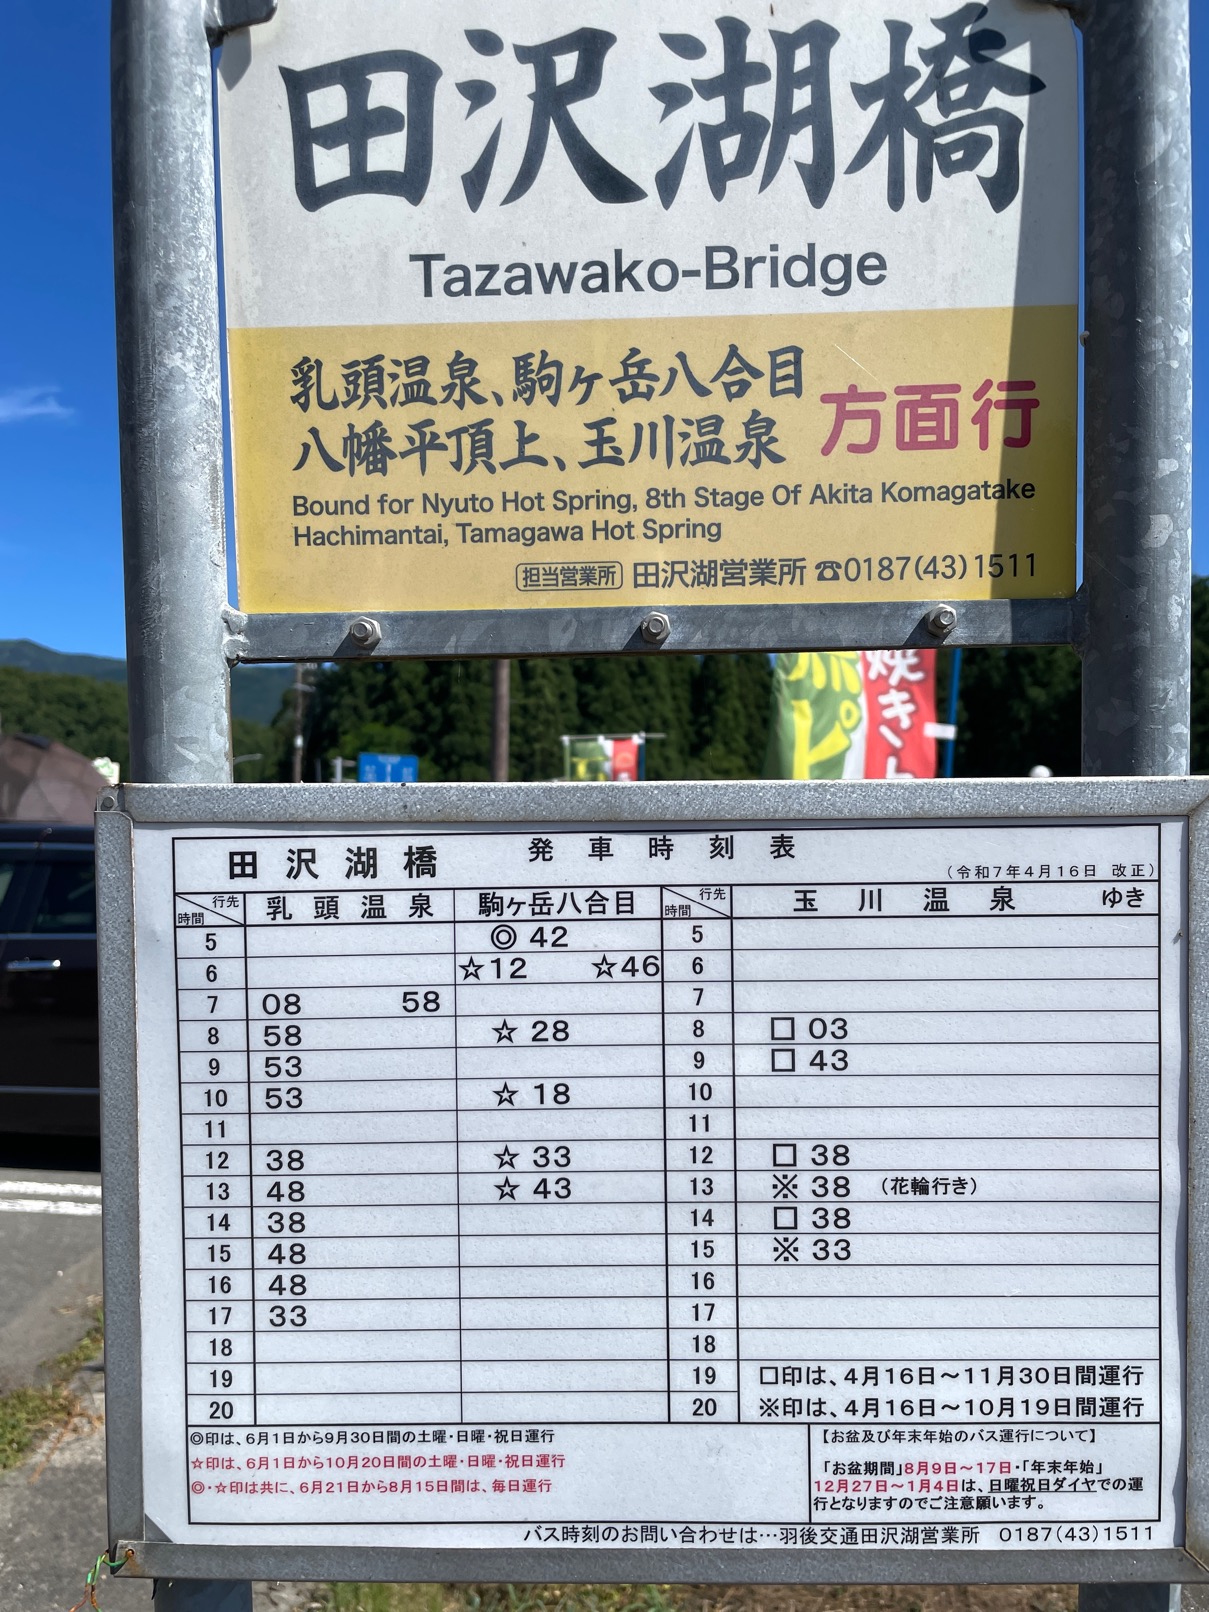 田沢湖橋
Tazawako-Bridge
乳頭温泉、駒ヶ岳八合目
八幡平頂上、玉川温泉 方面行
Bound for Nyuto Hot Spring, 8th Stage Of Akita Komagatake
Hachimantai, Tamagawa Hot Spring
担当営業所 田沢湖営業所 ☎0187(43)1511
焼き
ピ
田沢湖橋 発車時刻表
(令和7年4月16日 改正)
行先 時間 乳頭温泉 駒ヶ岳八合目 行先 時間 玉川温泉 ゆき
5 ◎ 42 5
6 ☆12 ☆46 6
7 08 58 7
8 58 ☆ 28 8 □ 03
9 53 9 □ 43
10 53 ☆ 18 10
11 11
12 38 ☆ 33 12 □ 38
13 48 ☆ 43 13 ※ 38 (花輪行き)
14 38 14 □ 38
15 48 15 ※ 33
16 48 16
17 33 17
18 18
19 19 □印は、4月16日～11月30日間運行
20 20 ※印は、4月16日～10月19日間運行
◎印は、6月1日から9月30日間の土曜・日曜・祝日運行
☆印は、6月1日から10月20日間の土曜・日曜・祝日運行
◎・☆印は共に、6月21日から8月15日間は、毎日運行
【お盆及び年末年始のバス運行について】
「お盆期間」8月9日～17日・「年末年始」
12月27日～1月4日は、日曜祝日ダイヤでの運
行となりますのでご注意願います。
バス時刻のお問い合わせは…羽後交通田沢湖営業所 0187(43)1511